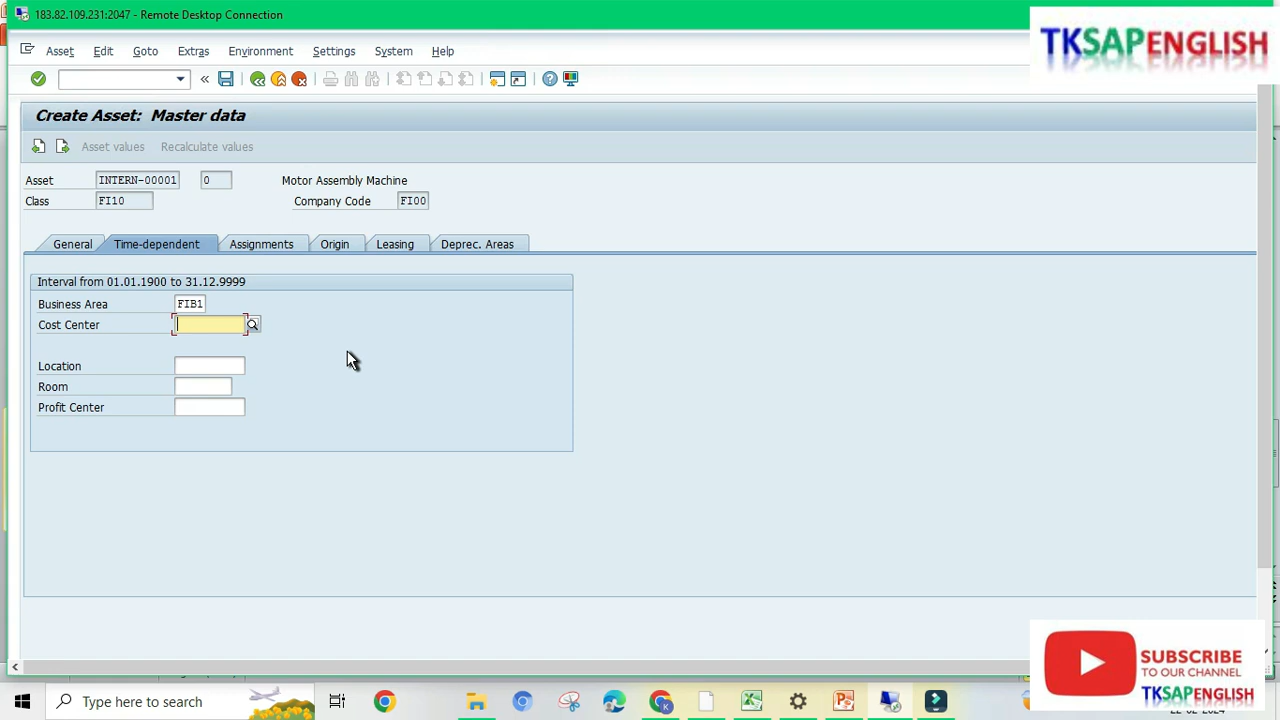 183.82.109.231:2047 - Remote Desktop Connection
TKSAPENGLISH
Asset Edit Goto Extras Environment Settings System Help
Create Asset: Master data
Asset values Recalculate values
Asset INTERN-00001 0 Motor Assembly Machine
Class FI10 Company Code FI00
General Time-dependent Assignments Origin Leasing Deprec. Areas
Interval from 01.01.1900 to 31.12.9999
Business Area FIB1
Cost Center
Location
Room
Profit Center
SUBSCRIBE
TO OUR CHANNEL
TKSAPENGLISH
Type here to search
22-02-2024